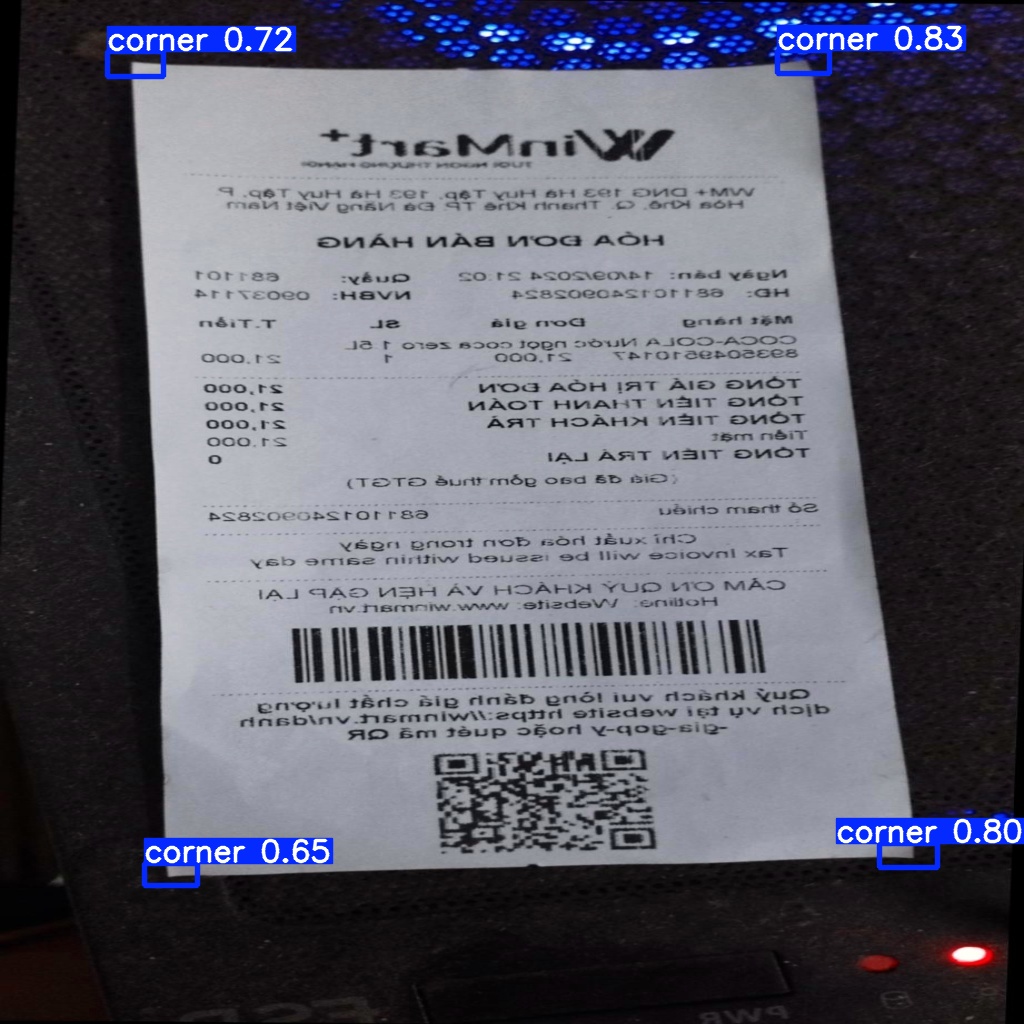 corner 0.72
corner 0.83
WinMart+
WM+ DNG 193 Hà Huy Tập, 193 Hà Huy Tập, P.
Hòa Khê, Q. Thanh Khê TP. Đà Nẵng Việt Nam
HÓA ĐƠN BÁN HÀNG
Ngày bán: 14/09/2024 21:02 Quầy: 681101
HĐ: 681101240902824 NVBH: 09037114
Mặt hàng Đơn giá SL T.Tiền
COCA-COLA Nước ngọt coca zero 1.5L
8935049510147 21,000 1 21,000
TỔNG GIÁ TRỊ HÓA ĐƠN 21,000
TỔNG TIỀN THANH TOÁN 21,000
TỔNG TIỀN KHÁCH TRẢ 21,000
Tiền mặt 21.000
TỔNG TIỀN TRẢ LẠI 0
(Giá đã bao gồm thuế GTGT)
Số tham chiếu 681101240902824
Chỉ xuất hóa đơn trong ngày
Tax Invoice will be issued within same day
CẢM ƠN QUÝ KHÁCH VÀ HẸN GẶP LẠI
Hotline: Website: www.winmart.vn
Quý khách vui lòng đánh giá chất lượng
dịch vụ tại website https://winmart.vn/danh
-gia-gop-y hoặc quét mã QR
corner 0.65
corner 0.80
PWR